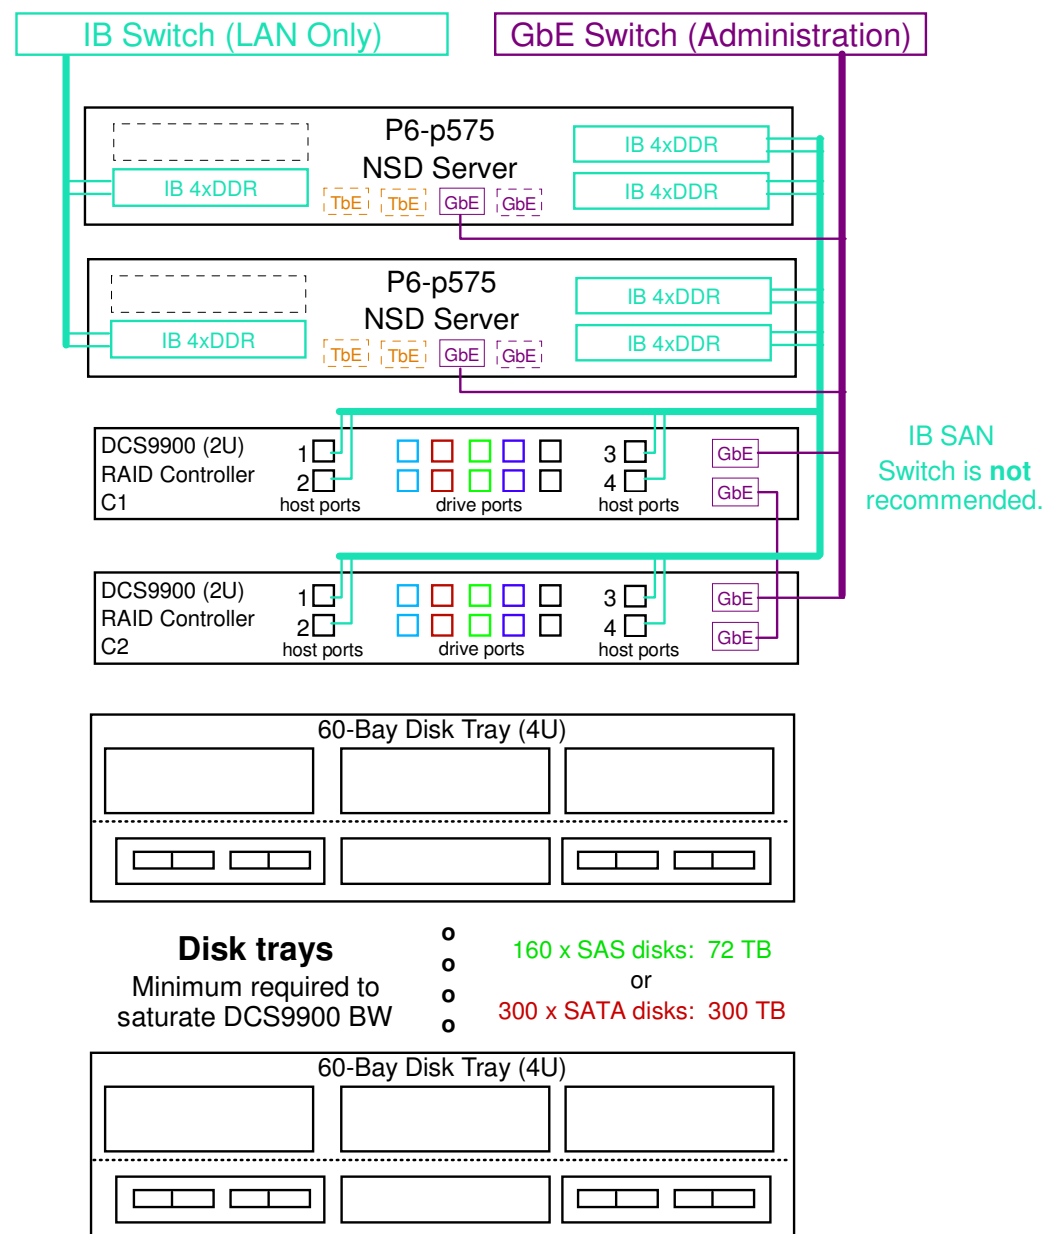 IB Switch (LAN Only)
GbE Switch (Administration)
P6-p575
NSD Server
IB 4xDDR
TbE
TbE
GbE
GbE
IB 4xDDR
IB 4xDDR
P6-p575
NSD Server
IB 4xDDR
TbE
TbE
GbE
GbE
IB 4xDDR
IB 4xDDR
DCS9900 (2U)
RAID Controller
C1
1
2
host ports
drive ports
3
4
host ports
GbE
GbE
IB SAN
Switch is not
recommended.
DCS9900 (2U)
RAID Controller
C2
1
2
host ports
drive ports
3
4
host ports
GbE
GbE
60-Bay Disk Tray (4U)
Disk trays
Minimum required to
saturate DCS9900 BW
160 x SAS disks: 72 TB
or
300 x SATA disks: 300 TB
60-Bay Disk Tray (4U)